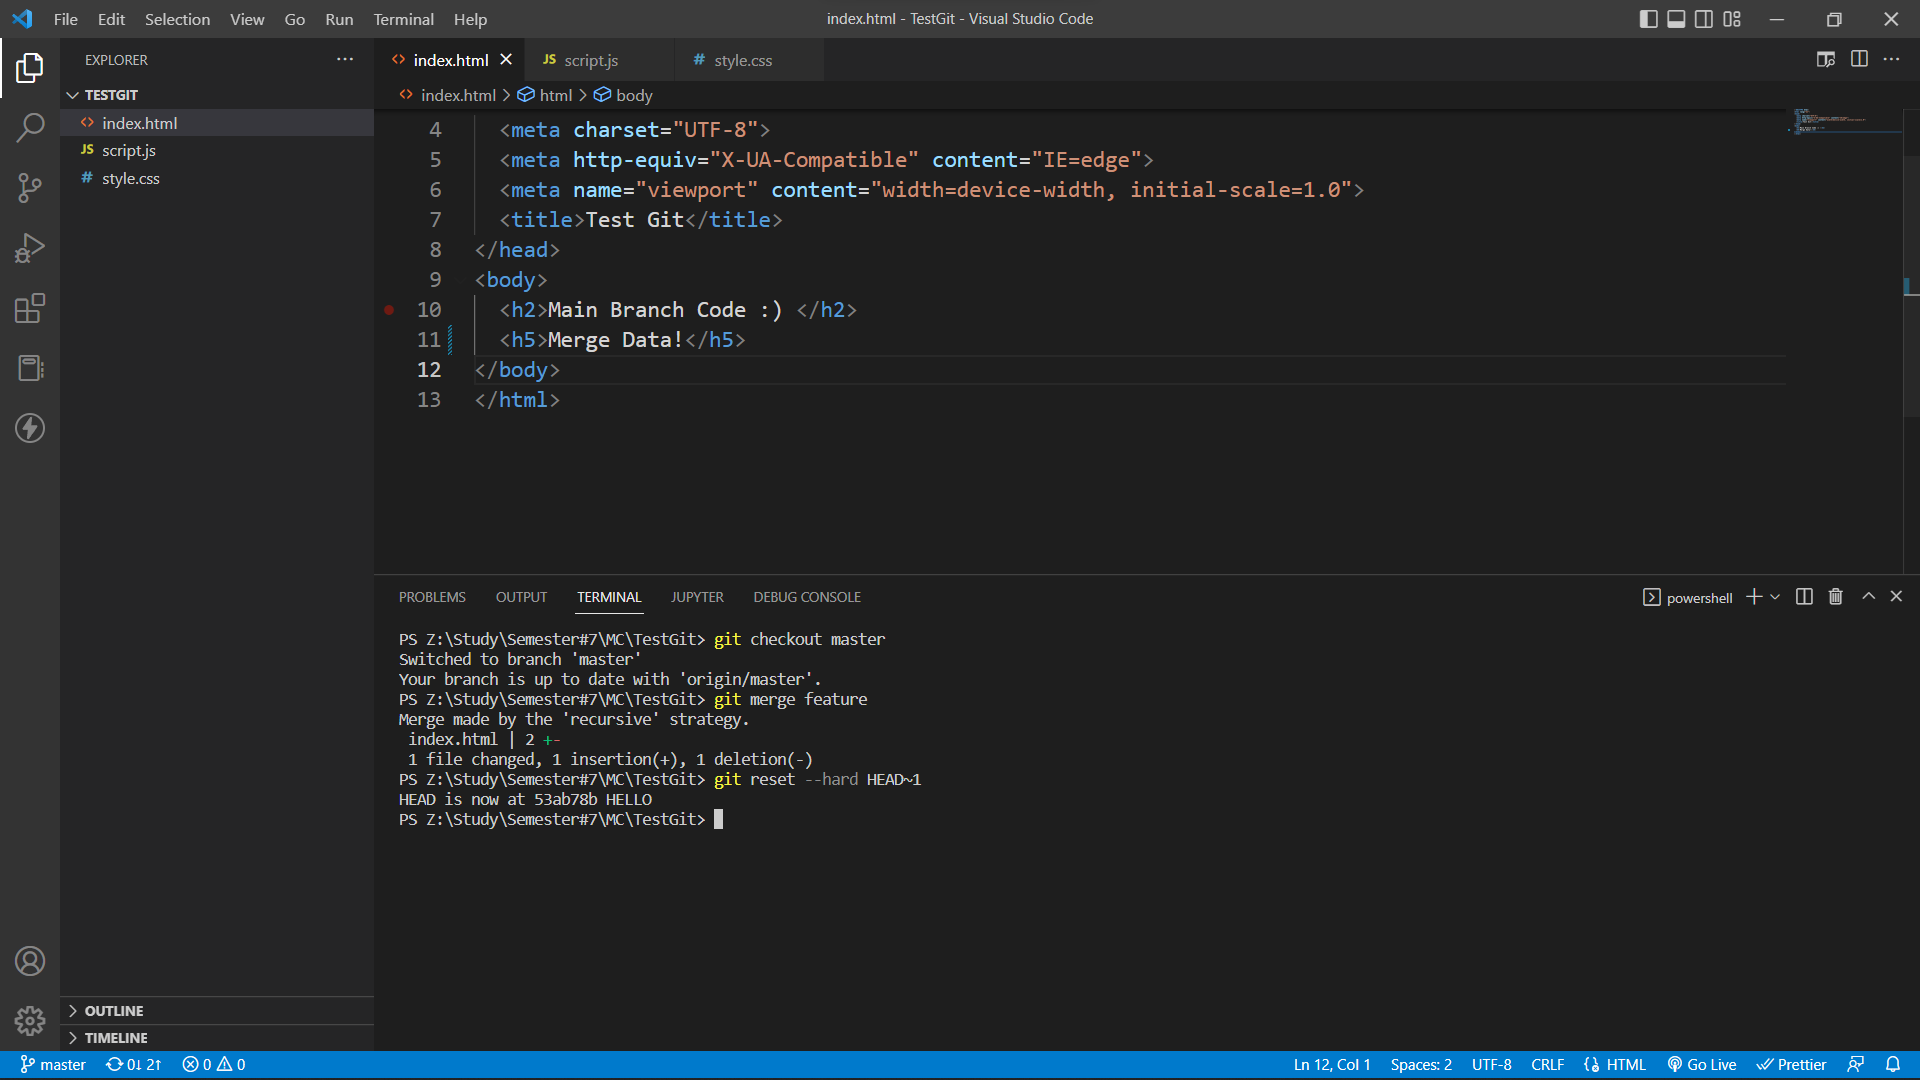 File Edit Selection View Go Run Terminal Help
index.html - TestGit - Visual Studio Code
EXPLORER
TESTGIT
index.html
JS script.js
# style.css
OUTLINE
TIMELINE
index.html
JS script.js
# style.css
index.html > html > body
4 <meta charset="UTF-8">
5 <meta http-equiv="X-UA-Compatible" content="IE=edge">
6 <meta name="viewport" content="width=device-width, initial-scale=1.0">
7 <title>Test Git</title>
8 </head>
9 <body>
10 <h2>Main Branch Code :) </h2>
11 <h5>Merge Data!</h5>
12 </body>
13 </html>
PROBLEMS OUTPUT TERMINAL JUPYTER DEBUG CONSOLE
powershell
PS Z:\Study\Semester#7\MC\TestGit> git checkout master
Switched to branch 'master'
Your branch is up to date with 'origin/master'.
PS Z:\Study\Semester#7\MC\TestGit> git merge feature
Merge made by the 'recursive' strategy.
index.html | 2 +-
1 file changed, 1 insertion(+), 1 deletion(-)
PS Z:\Study\Semester#7\MC\TestGit> git reset --hard HEAD~1
HEAD is now at 53ab78b HELLO
PS Z:\Study\Semester#7\MC\TestGit>
master 0↓ 2↑ 0 0
Ln 12, Col 1 Spaces: 2 UTF-8 CRLF HTML Go Live Prettier